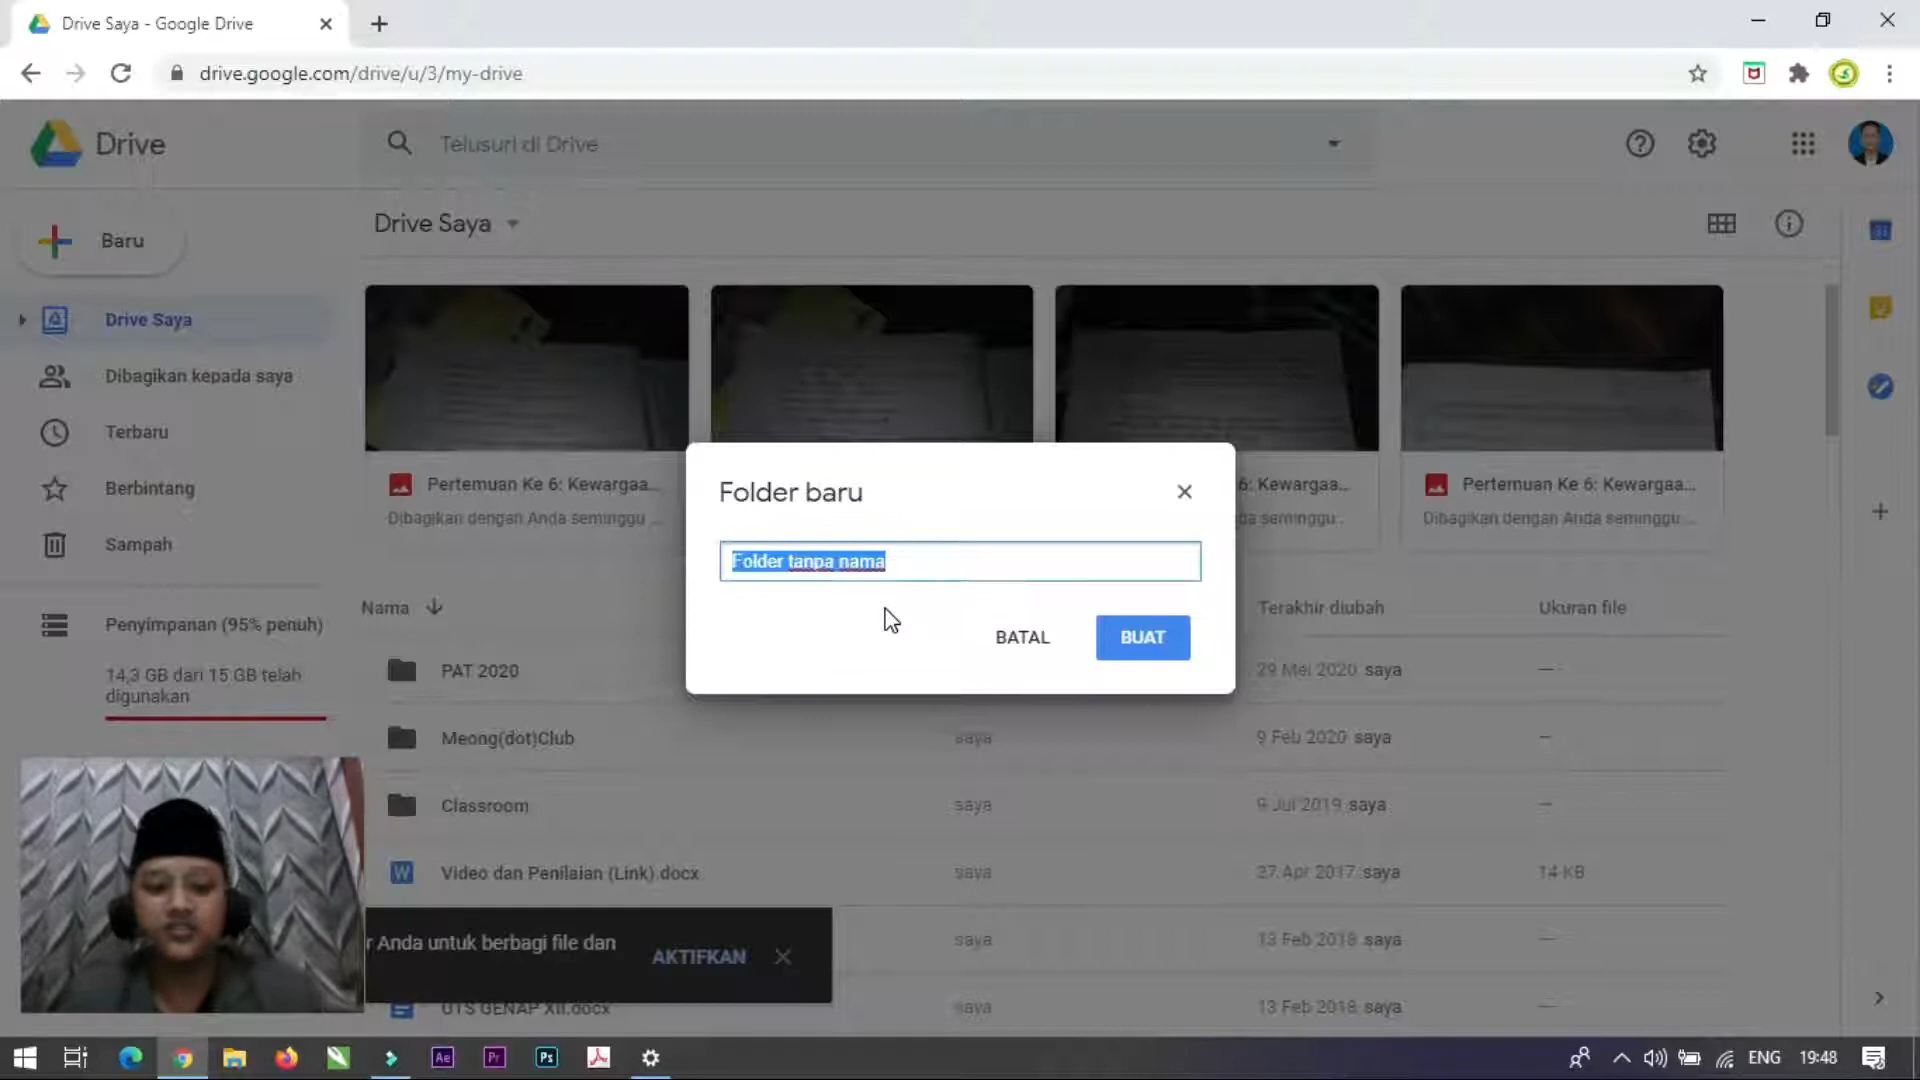 Drive Saya - Google Drive
drive.google.com/drive/u/3/my-drive
Drive
Telusuri di Drive
Baru
Drive Saya
Drive Saya
Dibagikan kepada saya
Terbaru
Berbintang
Sampah
Penyimpanan (95% penuh)
14,3 GB dari 15 GB telah
digunakan
Pertemuan Ke 6: Kewargaa...
Dibagikan dengan Anda seminggu ...
6: Kewargaa...
da seminggu...
Pertemuan Ke 6: Kewargaa...
Dibagikan dengan Anda seminggu...
Folder baru
Folder tanpa nama
BATAL
BUAT
Nama
Terakhir diubah
Ukuran file
PAT 2020
29 Mei 2020 saya
—
Meong(dot)Club
saya
9 Feb 2020 saya
—
Classroom
saya
9 Jul 2019 saya
—
Video dan Penilaian (Link).docx
saya
27 Apr 2017 saya
14 KB
saya
13 Feb 2018 saya
—
r Anda untuk berbagi file dan
AKTIFKAN
UTS GENAP XII.docx
saya
13 Feb 2018 saya
—
Ae
Pr
Ps
ENG
19:48